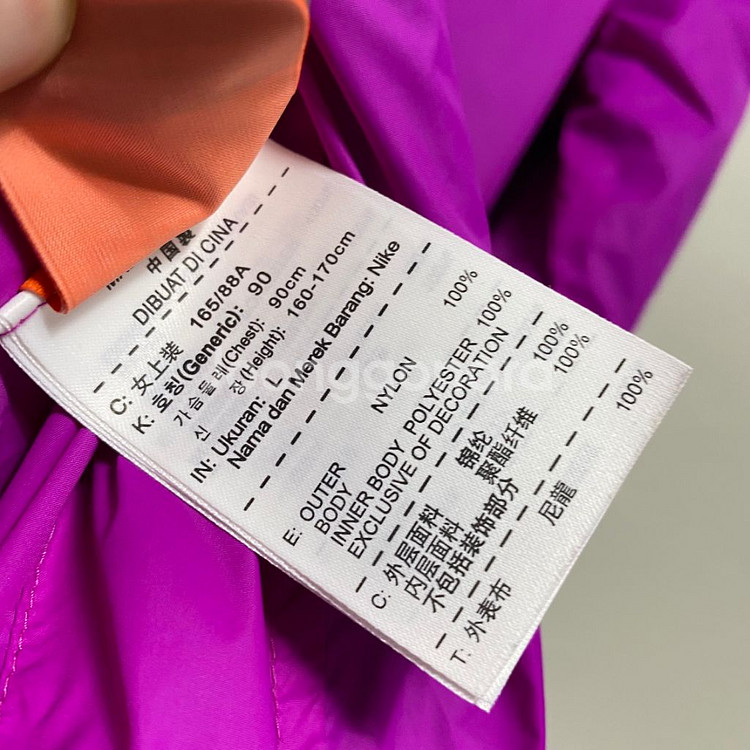 中国装
DIBUAT DI CINA
C: 女上装 165/88A
K: 호칭(Generic): 90
가슴둘레(Chest): 90cm
신 장(Height): 160-170cm
IN: Ukuran: L
Nama dan Merek Barang: Nike
E: OUTER
BODY NYLON 100%
INNER BODY POLYESTER 100%
EXCLUSIVE OF DECORATION
C: 外层面料 锦纶 100%
内层面料 聚酯纤维 100%
不包括装饰部分
T: 外表布 尼龍 100%